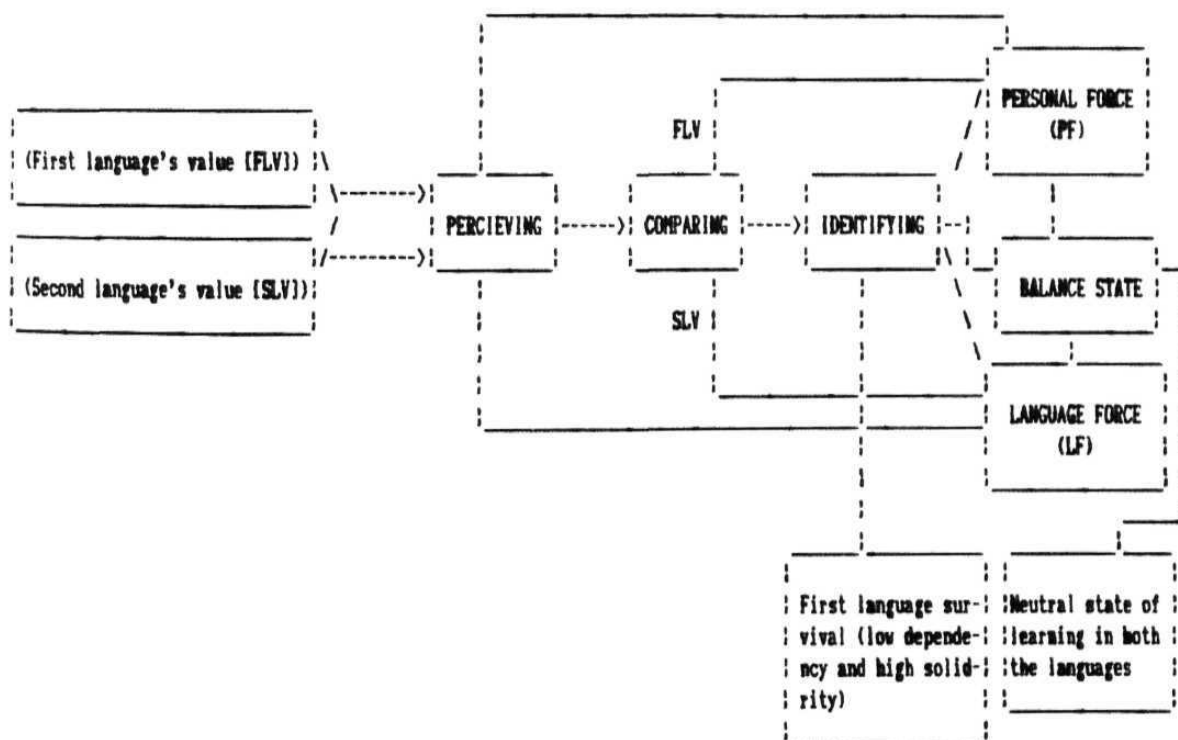 PERSONAL FORCE
(PF)
FLV
(First language's value [FLV])
PERCIEVING
COMPARING
IDENTIFYING
(Second language's value [SLV])
BALANCE STATE
SLV
LANGUAGE FORCE
(LF)
First language sur-
vival (low depende-
ncy and high solid-
rity)
Neutral state of
learning in both
the languages